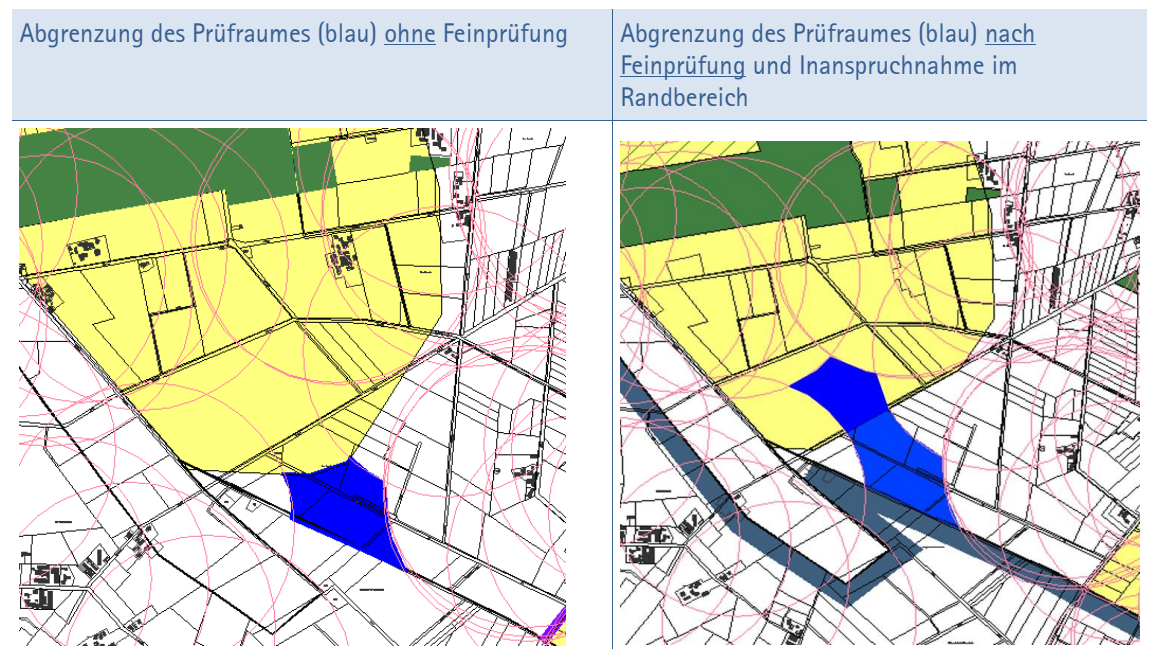 Abgrenzung des Prüfraumes (blau) ohne Feinprüfung
Abgrenzung des Prüfraumes (blau) nach
Feinprüfung und Inanspruchnahme im
Randbereich